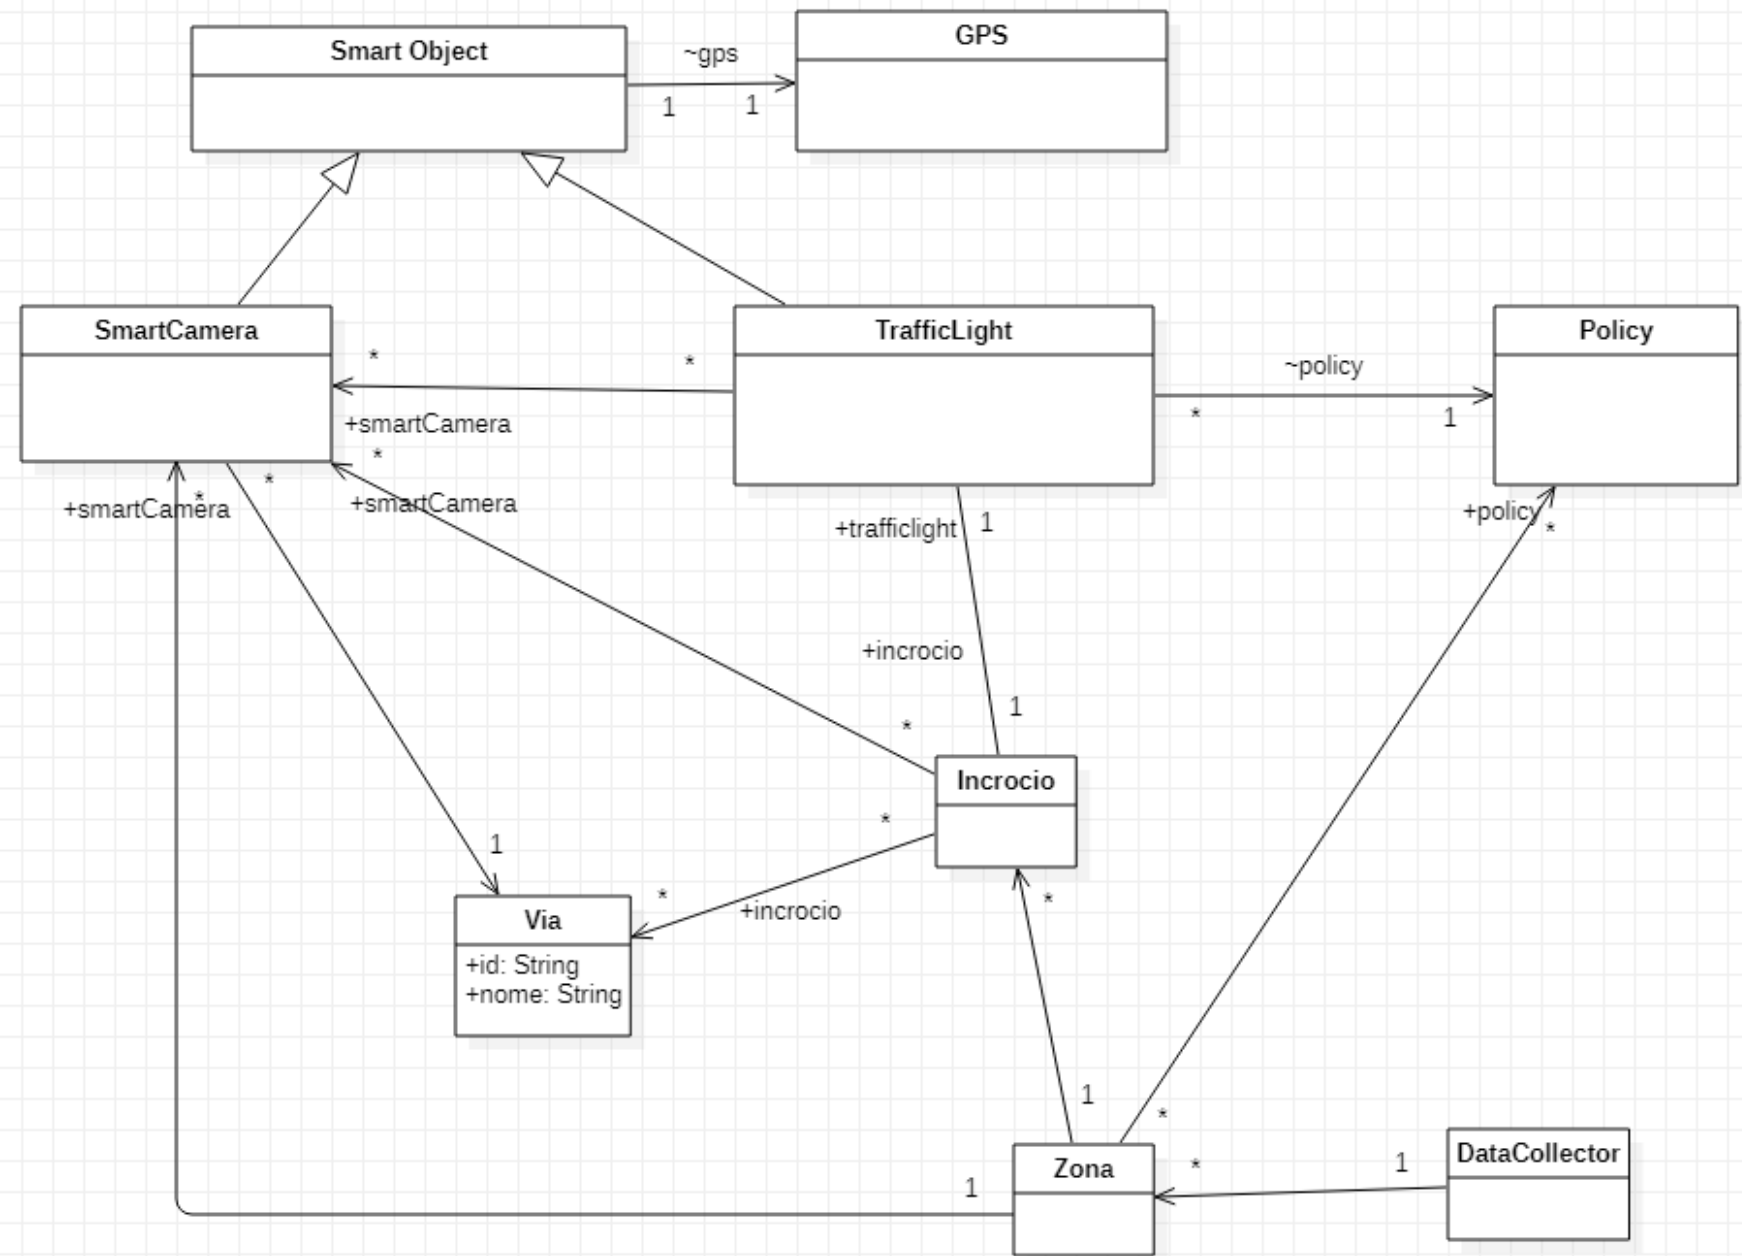 Smart Object
~gps
1
1
GPS
SmartCamera
*
*
+smartCamera
TrafficLight
~policy
*
1
Policy
*
+smartCamera
*
+smartCamera
*
+trafficlight
1
+policy
*
+incrocio
1
*
Incrocio
*
1
*
+incrocio
*
Via
+id: String
+nome: String
1
*
1
Zona
*
1
DataCollector